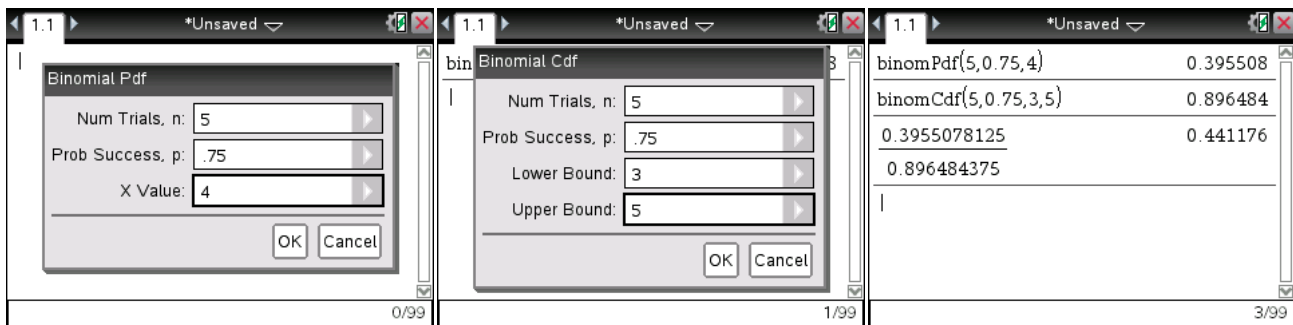 1.1
*Unsaved
Binomial Pdf
Num Trials, n: 5
Prob Success, p: .75
X Value: 4
OK Cancel
0/99
1.1
*Unsaved
bin
8
Binomial Cdf
Num Trials, n: 5
Prob Success, p: .75
Lower Bound: 3
Upper Bound: 5
OK Cancel
1/99
1.1
*Unsaved
binomPdf(5,0.75,4) 0.395508
binomCdf(5,0.75,3,5) 0.896484
0.3955078125 0.441176
0.896484375
3/99